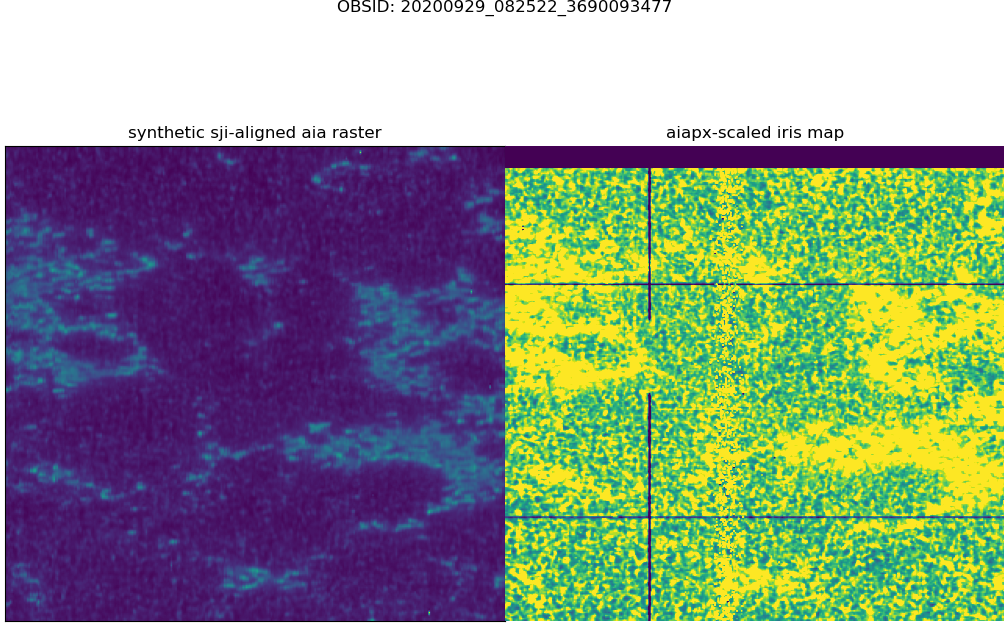 OBSID: 20200929_082522_3690093477
synthetic sji-aligned aia raster
aiapx-scaled iris map